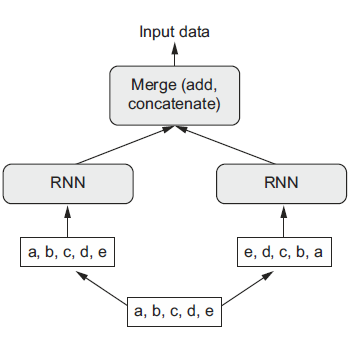 Input data
Merge (add,
concatenate)
RNN
RNN
a, b, c, d, e
e, d, c, b, a
a, b, c, d, e